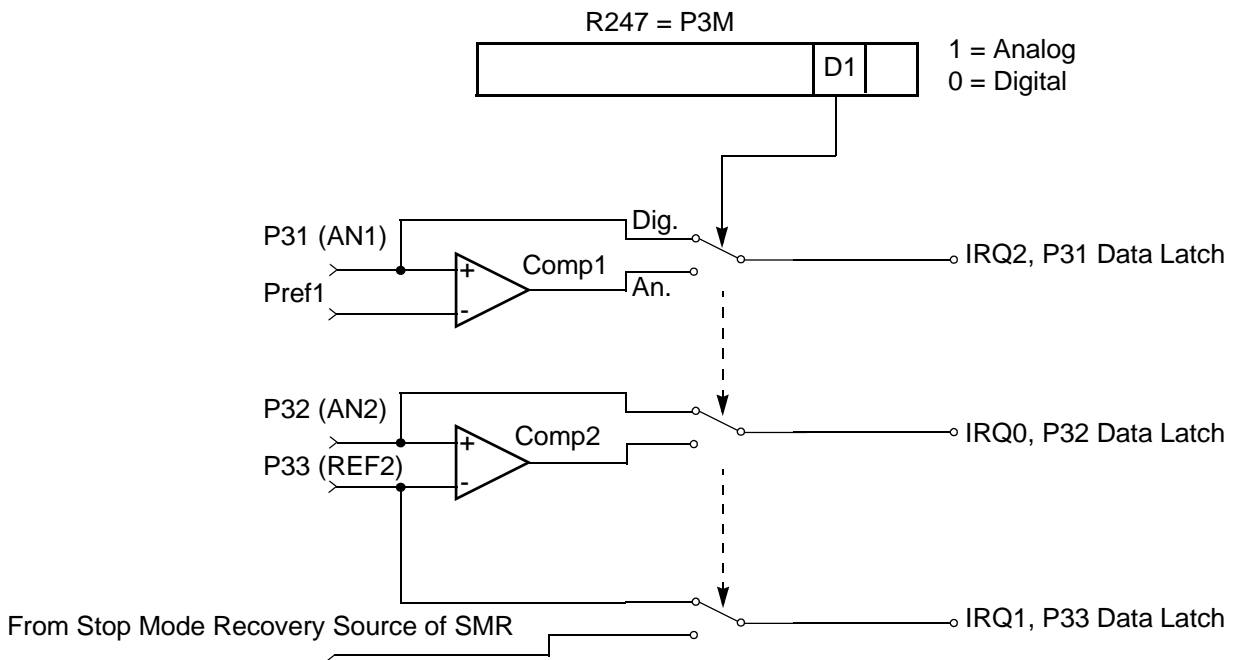 R247 = P3M
D1
1 = Analog
0 = Digital
Dig.
P31 (AN1)
+
Comp1
IRQ2, P31 Data Latch
Pref1
An.
-
P32 (AN2)
+
Comp2
IRQ0, P32 Data Latch
P33 (REF2)
-
IRQ1, P33 Data Latch
From Stop Mode Recovery Source of SMR